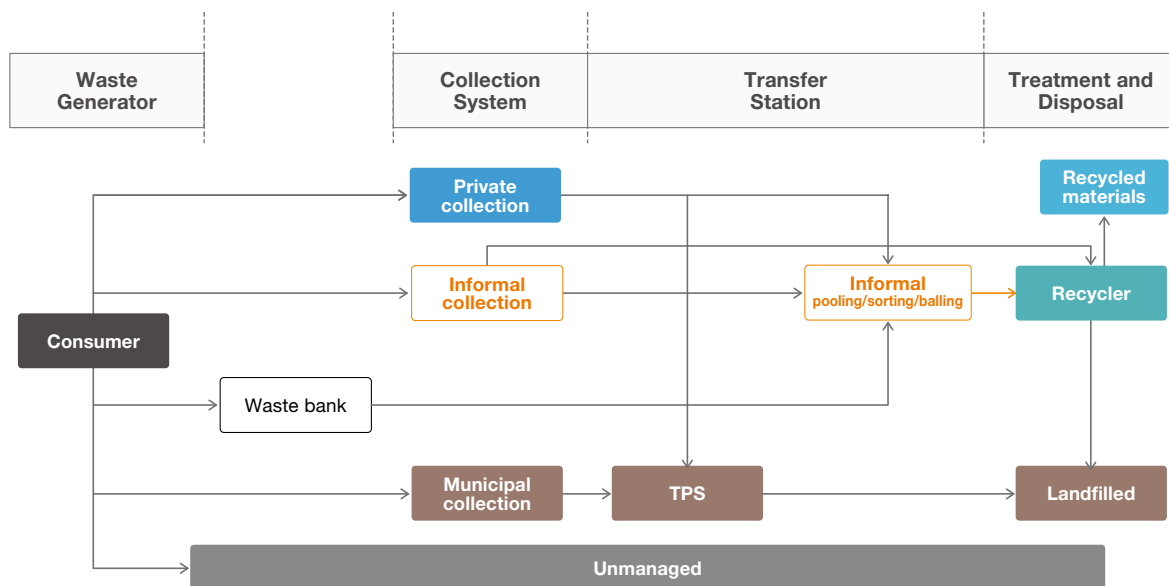 Waste
Generator
Collection
System
Transfer
Station
Treatment and
Disposal
Private
collection
Recycled
materials
Informal
collection
Informal
pooling/sorting/balling
Recycler
Consumer
Waste bank
Municipal
collection
TPS
Landfilled
Unmanaged